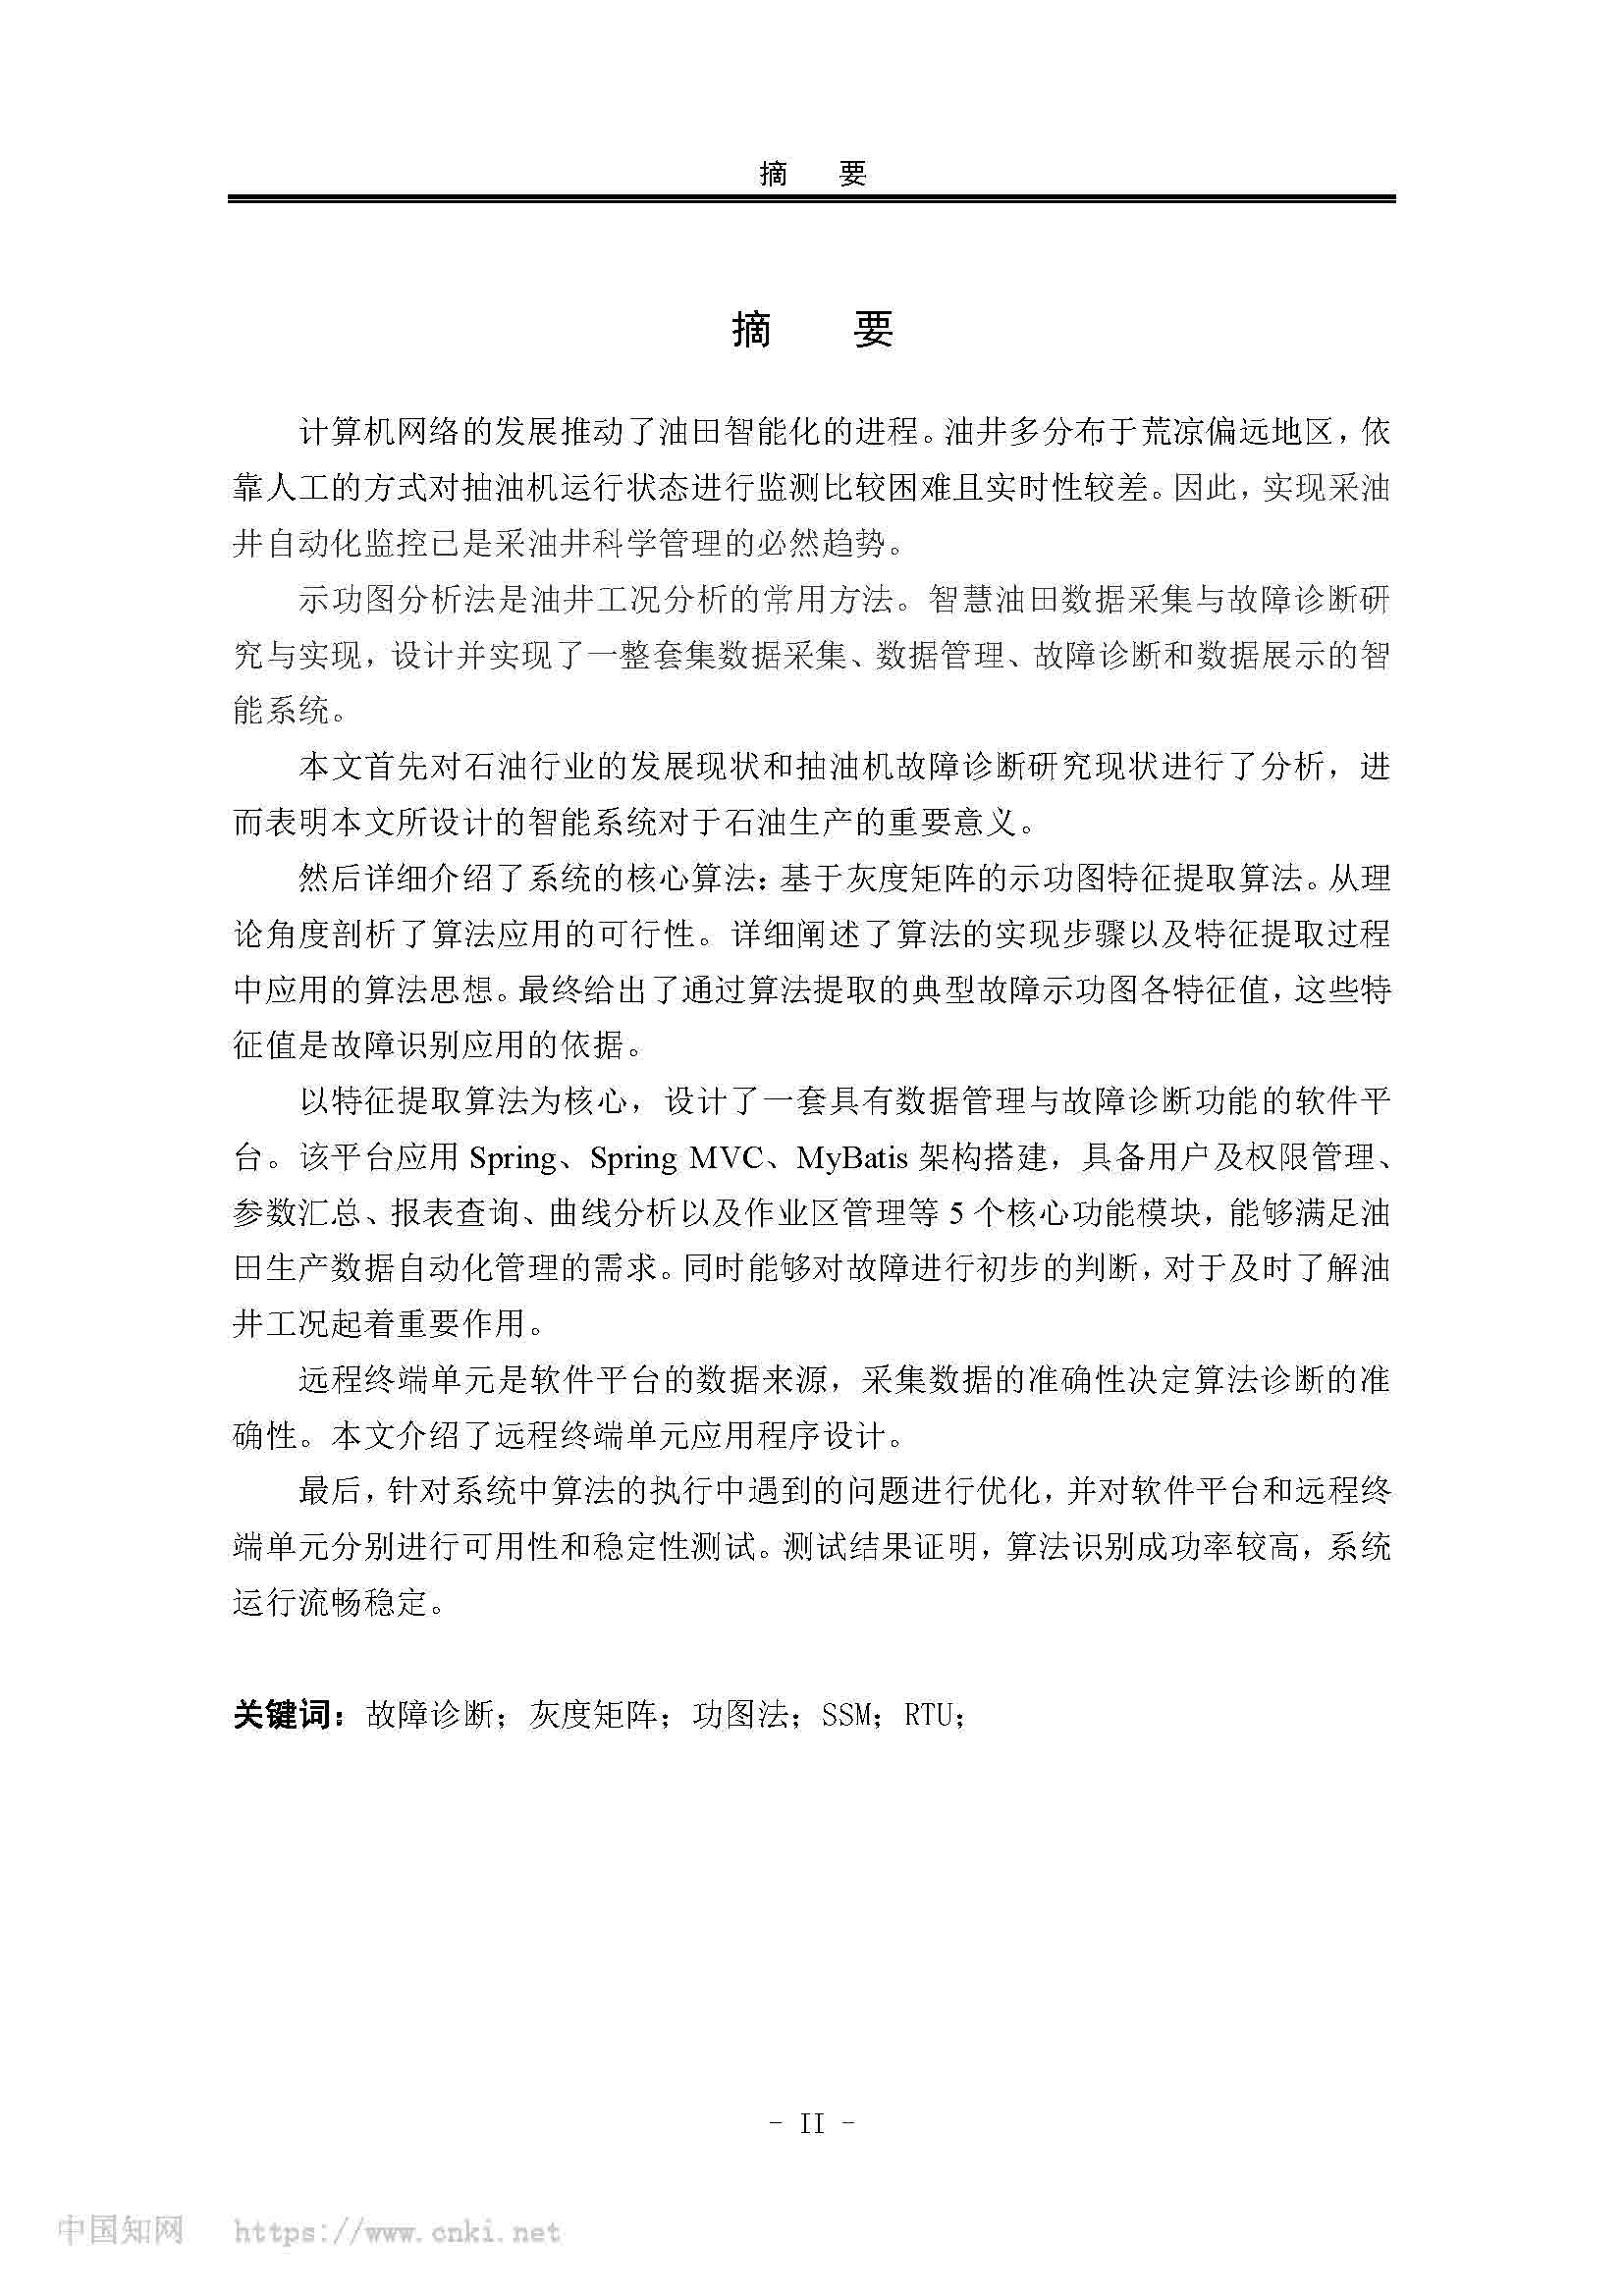 摘　要
摘　要
计算机网络的发展推动了油田智能化的进程。油井多分布于荒凉偏远地区，依
靠人工的方式对抽油机运行状态进行监测比较困难且实时性较差。因此，实现采油
井自动化监控已是采油井科学管理的必然趋势。
示功图分析法是油井工况分析的常用方法。智慧油田数据采集与故障诊断研
究与实现，设计并实现了一整套集数据采集、数据管理、故障诊断和数据展示的智
能系统。
本文首先对石油行业的发展现状和抽油机故障诊断研究现状进行了分析，进
而表明本文所设计的智能系统对于石油生产的重要意义。
然后详细介绍了系统的核心算法：基于灰度矩阵的示功图特征提取算法。从理
论角度剖析了算法应用的可行性。详细阐述了算法的实现步骤以及特征提取过程
中应用的算法思想。最终给出了通过算法提取的典型故障示功图各特征值，这些特
征值是故障识别应用的依据。
以特征提取算法为核心，设计了一套具有数据管理与故障诊断功能的软件平
台。该平台应用 Spring、Spring MVC、MyBatis 架构搭建，具备用户及权限管理、
参数汇总、报表查询、曲线分析以及作业区管理等 5 个核心功能模块，能够满足油
田生产数据自动化管理的需求。同时能够对故障进行初步的判断，对于及时了解油
井工况起着重要作用。
远程终端单元是软件平台的数据来源，采集数据的准确性决定算法诊断的准
确性。本文介绍了远程终端单元应用程序设计。
最后，针对系统中算法的执行中遇到的问题进行优化，并对软件平台和远程终
端单元分别进行可用性和稳定性测试。测试结果证明，算法识别成功率较高，系统
运行流畅稳定。
关键词：故障诊断；灰度矩阵；功图法；SSM；RTU；
- II -
中国知网　https://www.cnki.net